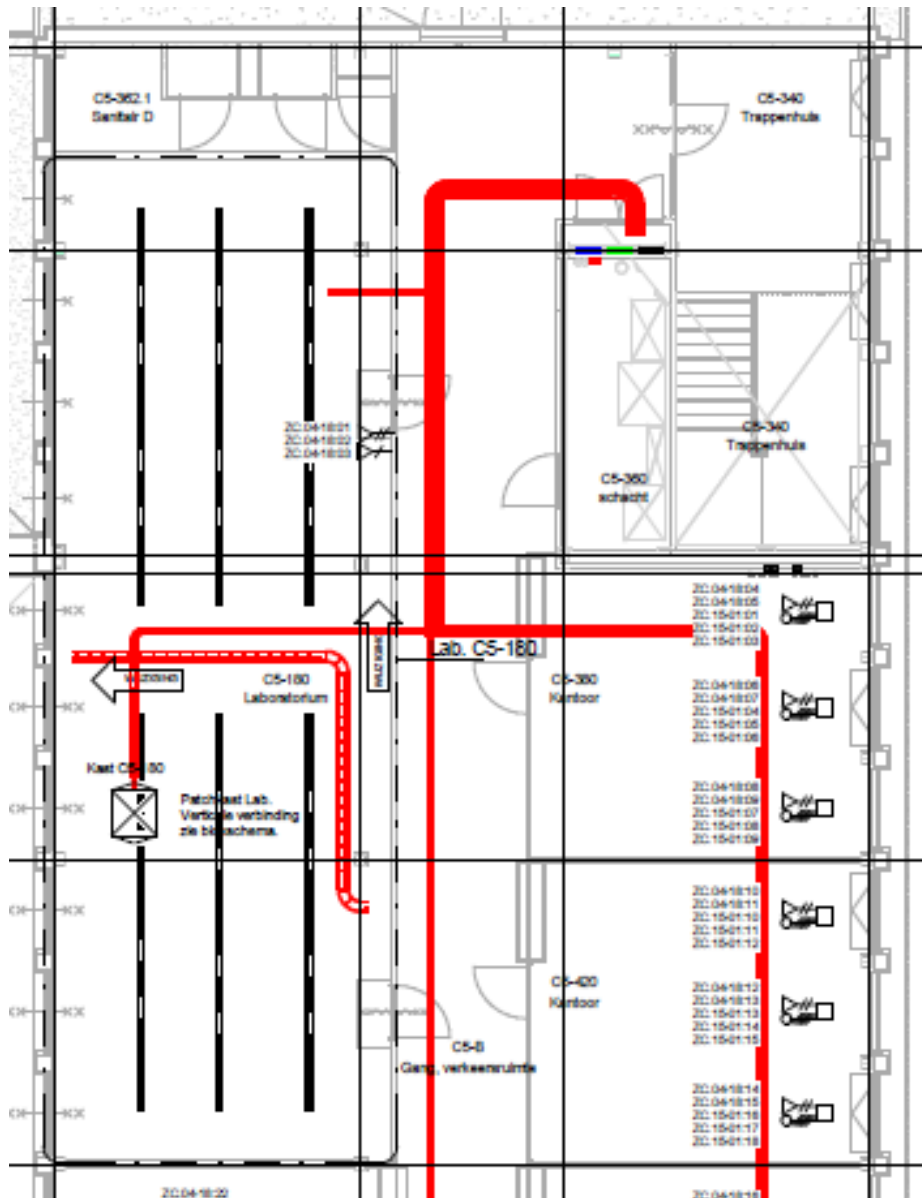 C5-362.1
Sanitair D
C5-340
Trappenhuis
ZC.04-18:01
ZC.04-18:02
ZC.04-18:03
C5-340
Trappenhuis
C5-360
schacht
ZC.04-18:04
ZC.04-18:05
ZC.15-01:01
ZC.15-01:02
ZC.15-01:03
Lab. C5-180
C5-180
Laboratorium
C5-380
Kantoor
ZC.04-18:06
ZC.04-18:07
ZC.15-01:04
ZC.15-01:05
ZC.15-01:06
Kast C5-180
Patchkast Lab.
Verticale verbinding
zie blokschema.
ZC.04-18:08
ZC.04-18:09
ZC.15-01:07
ZC.15-01:08
ZC.15-01:09
ZC.04-18:10
ZC.04-18:11
ZC.15-01:10
ZC.15-01:11
ZC.15-01:12
C5-420
Kantoor
ZC.04-18:12
ZC.04-18:13
ZC.15-01:13
ZC.15-01:14
ZC.15-01:15
C5-B
Gang, verkeersruimte
ZC.04-18:14
ZC.04-18:15
ZC.15-01:16
ZC.15-01:17
ZC.15-01:18
ZC.04-18:22